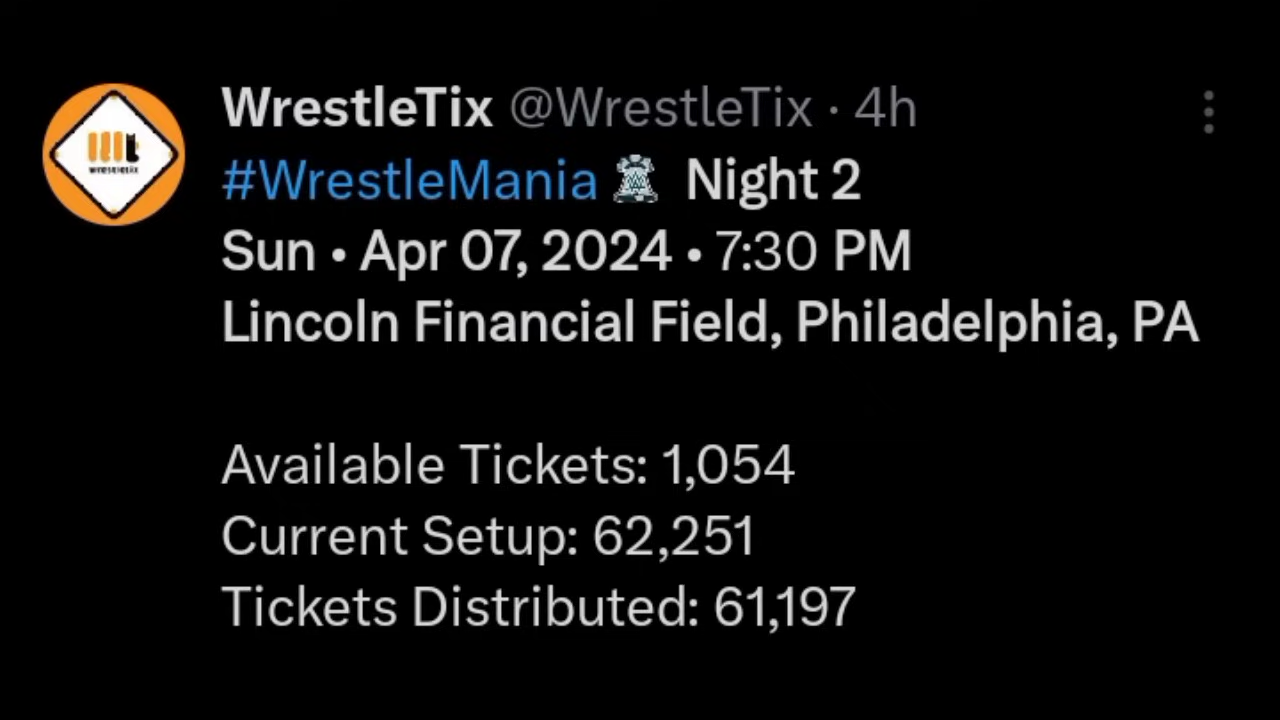 WrestleTix @WrestleTix · 4h
#WrestleMania Night 2
Sun • Apr 07, 2024 • 7:30 PM
Lincoln Financial Field, Philadelphia, PA
Available Tickets: 1,054
Current Setup: 62,251
Tickets Distributed: 61,197
wrestletix